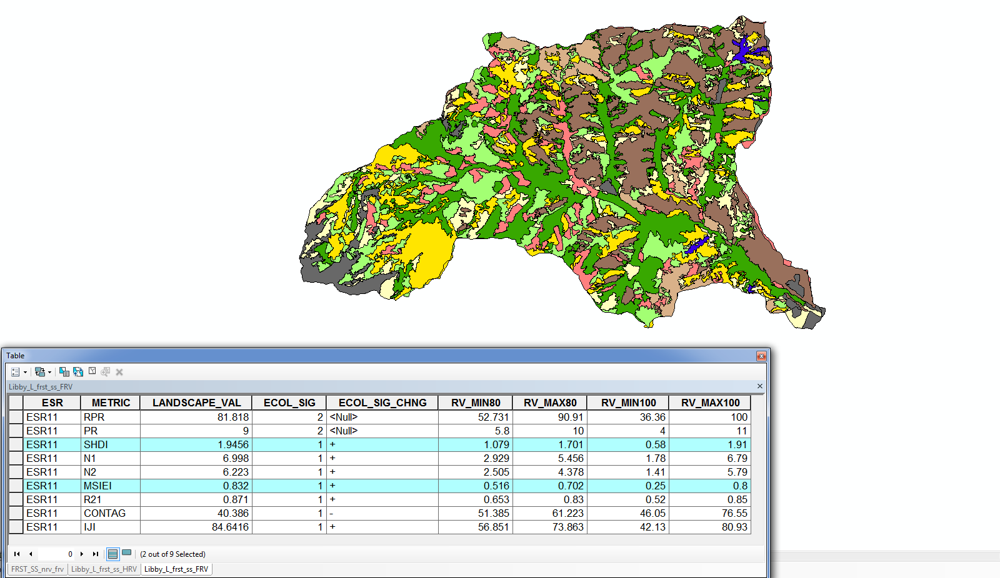 Table
Libby_L_frst_ss_FRV
ESR METRIC LANDSCAPE_VAL ECOL_SIG ECOL_SIG_CHNG RV_MIN80 RV_MAX80 RV_MIN100 RV_MAX100
ESR11 RPR 81.818 2 <Null> 52.731 90.91 36.36 100
ESR11 PR 9 2 <Null> 5.8 10 4 11
ESR11 SHDI 1.9456 1 + 1.079 1.701 0.58 1.91
ESR11 N1 6.998 1 + 2.929 5.456 1.78 6.79
ESR11 N2 6.223 1 + 2.505 4.378 1.41 5.79
ESR11 MSIEI 0.832 1 + 0.516 0.702 0.25 0.8
ESR11 R21 0.871 1 + 0.653 0.83 0.52 0.85
ESR11 CONTAG 40.386 1 - 51.385 61.223 46.05 76.55
ESR11 IJI 84.6416 1 + 56.851 73.863 42.13 80.93
0 (2 out of 9 Selected)
FRST_SS_nrv_frv Libby_L_frst_ss_HRV Libby_L_frst_ss_FRV